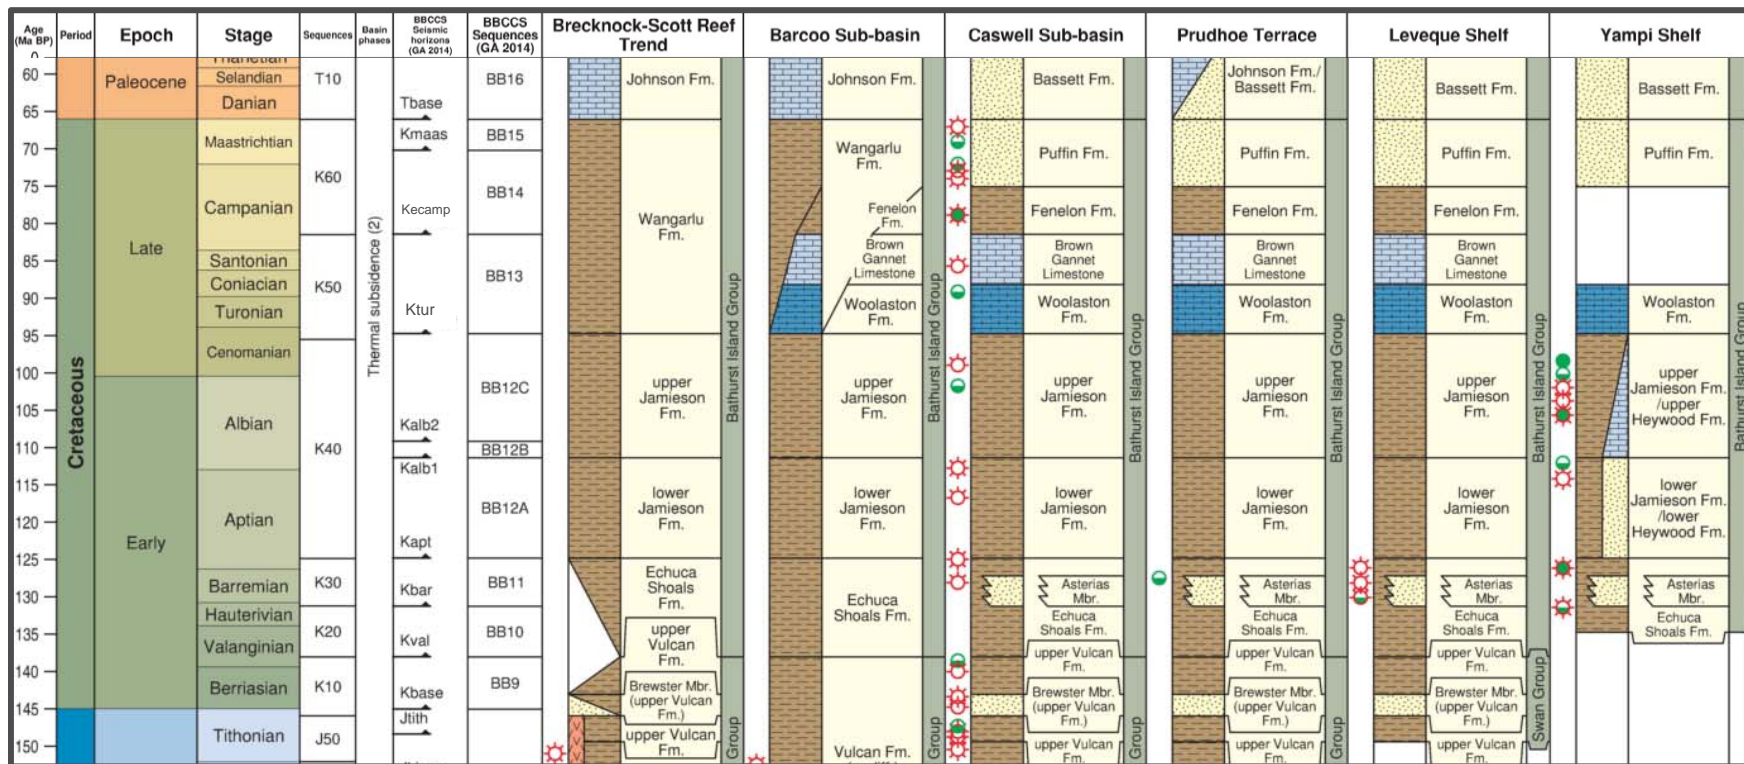 Age
(Ma BP)
Period
Epoch
Stage
Sequences
Basin
phases
BBCCS
Seismic
horizons
(GA 2014)
BBCCS
Sequences
(GA 2014)
Brecknock-Scott Reef
Trend
Barcoo Sub-basin
Caswell Sub-basin
Prudhoe Terrace
Leveque Shelf
Yampi Shelf
60
65
70
75
80
85
90
95
100
105
110
115
120
125
130
135
140
145
150
Cretaceous
Paleocene
Late
Early
Selandian
Danian
Maastrichtian
Campanian
Santonian
Coniacian
Turonian
Cenomanian
Albian
Aptian
Barremian
Hauterivian
Valanginian
Berriasian
Tithonian
T10
K60
K50
K40
K30
K20
K10
J50
Thermal subsidence (2)
Tbase
Kmaas
Kecamp
Ktur
Kalb2
Kalb1
Kapt
Kbar
Kval
Kbase
Jtith
BB16
BB15
BB14
BB13
BB12C
BB12B
BB12A
BB11
BB10
BB9
Johnson Fm.
Wangarlu
Fm.
upper
Jamieson
Fm.
lower
Jamieson
Fm.
Echuca
Shoals
Fm.
upper
Vulcan
Fm.
Brewster Mbr.
(upper Vulcan
Fm.)
upper Vulcan
Fm.
Bathurst Island Group
Group
Johnson Fm.
Wangarlu
Fm.
Fenelon
Fm.
Brown
Gannet
Limestone
Woolaston
Fm.
upper
Jamieson
Fm.
lower
Jamieson
Fm.
Echuca
Shoals Fm.
Vulcan Fm.
Bathurst Island Group
Group
Bassett Fm.
Puffin Fm.
Fenelon Fm.
Brown
Gannet
Limestone
Woolaston
Fm.
upper
Jamieson
Fm.
lower
Jamieson
Fm.
Asterias
Mbr.
Echuca
Shoals Fm.
upper Vulcan
Fm.
Brewster Mbr.
(upper Vulcan
Fm.)
upper Vulcan
Fm.
Bathurst Island Group
Group
Johnson Fm./
Bassett Fm.
Puffin Fm.
Fenelon Fm.
Brown
Gannet
Limestone
Woolaston
Fm.
upper
Jamieson
Fm.
lower
Jamieson
Fm.
Asterias
Mbr.
Echuca
Shoals Fm.
upper Vulcan
Fm.
Brewster Mbr.
(upper Vulcan
Fm.)
upper Vulcan
Fm.
Bathurst Island Group
Group
Bassett Fm.
Puffin Fm.
Fenelon Fm.
Brown
Gannet
Limestone
Woolaston
Fm.
upper
Jamieson
Fm.
lower
Jamieson
Fm.
Asterias
Mbr.
Echuca
Shoals Fm.
upper Vulcan
Fm.
Brewster Mbr.
(upper Vulcan
Fm.)
upper Vulcan
Fm.
Bathurst Island Group
Swan Group
Bassett Fm.
Puffin Fm.
Woolaston
Fm.
upper
Jamieson Fm.
/upper
Heywood Fm.
lower
Jamieson Fm.
/lower
Heywood Fm.
Asterias
Mbr.
Echuca
Shoals Fm.
Bathurst Island Group